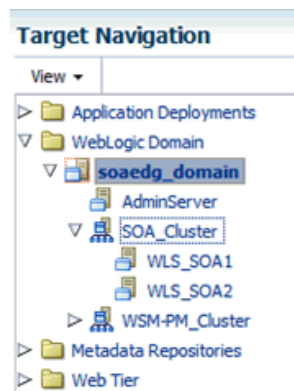 Target Navigation
View
Application Deployments
WebLogic Domain
soaedg_domain
AdminServer
SOA_Cluster
WLS_SOA1
WLS_SOA2
WSM-PM_Cluster
Metadata Repositories
Web Tier